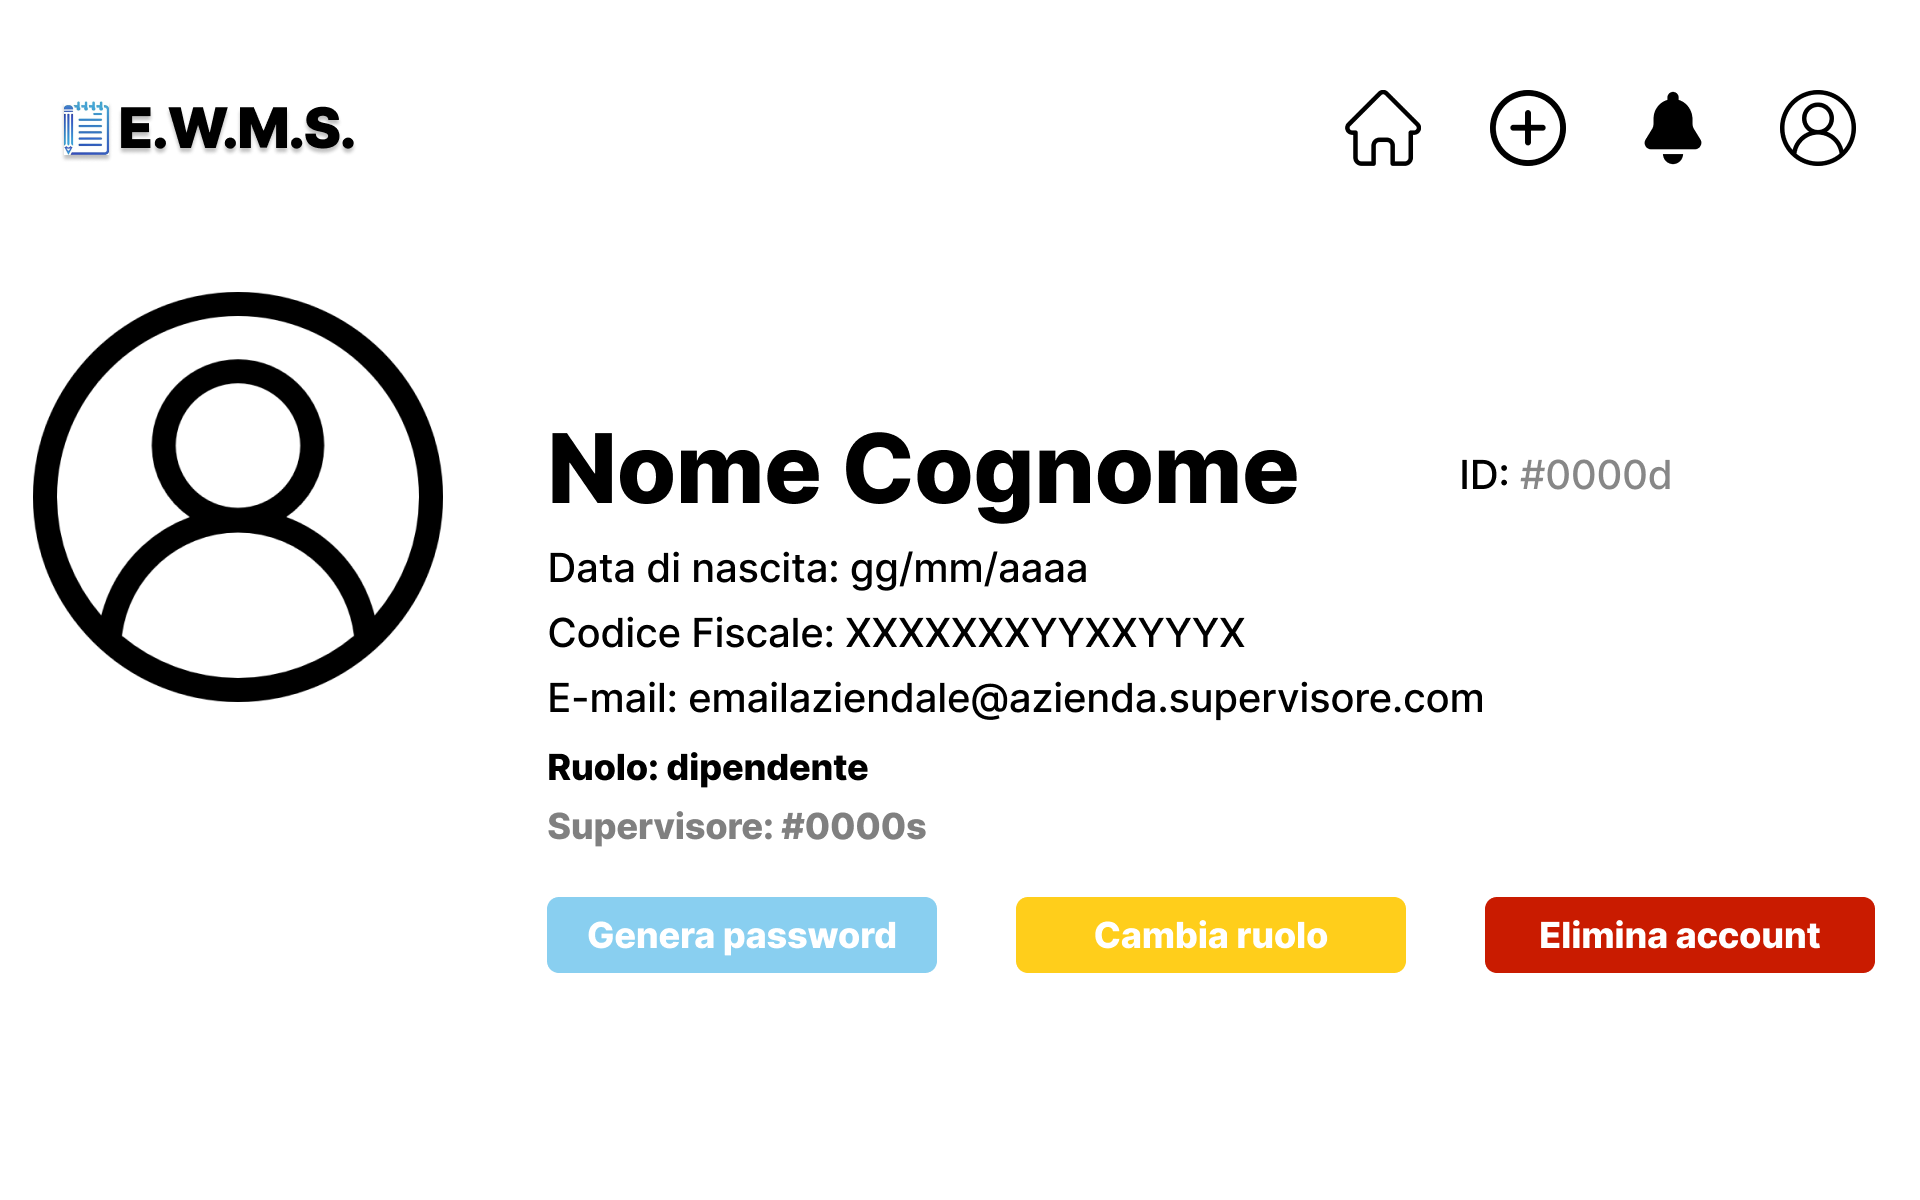 E.W.M.S.
Nome Cognome
ID: #0000d
Data di nascita: gg/mm/aaaa
Codice Fiscale: XXXXXXXYYXXYYYX
E-mail: emailaziendale@azienda.supervisore.com
Ruolo: dipendente
Supervisore: #0000s
Genera password
Cambia ruolo
Elimina account